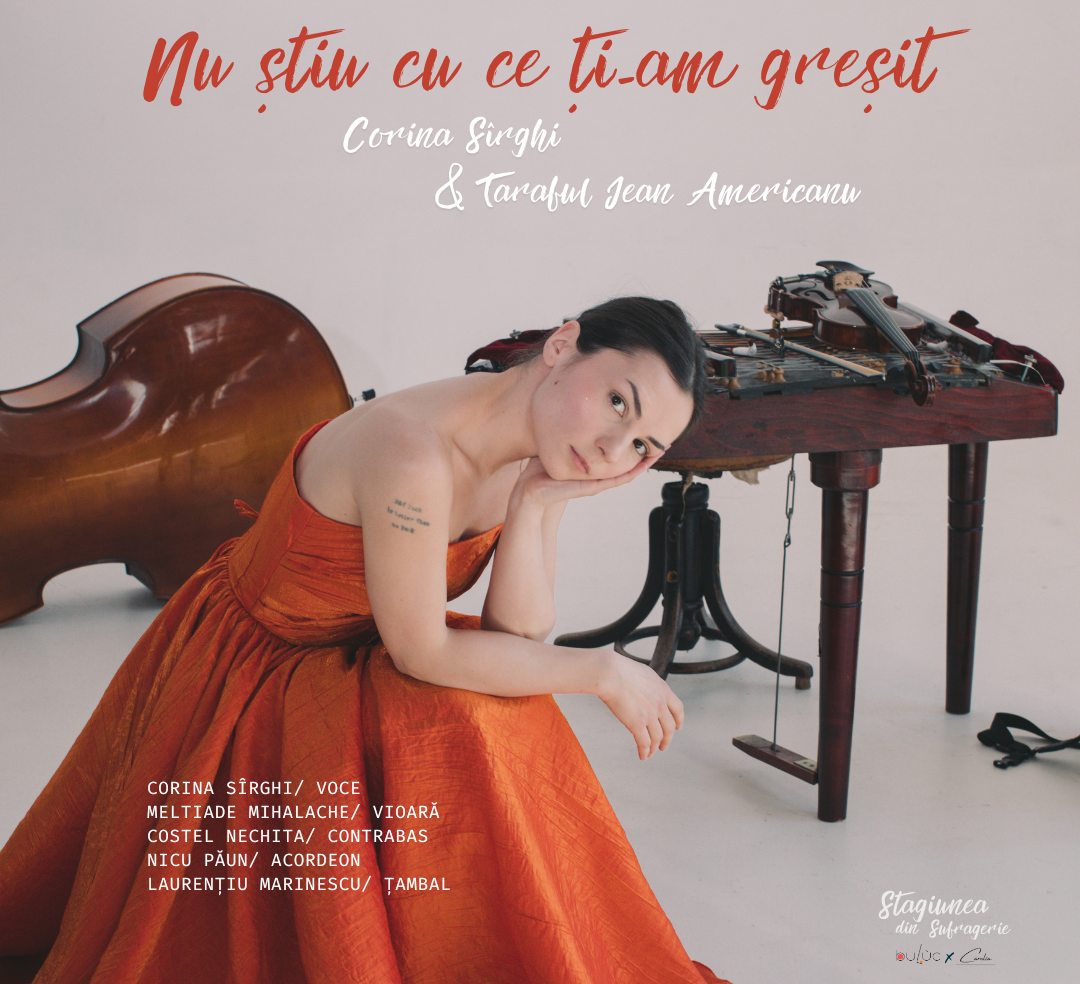 Nu știu cu ce ți-am greșit
Corina Sîrghi
& Taraful Jean Americanu
CORINA SÎRGHI/ VOCE
MELTIADE MIHALACHE/ VIOARĂ
COSTEL NECHITA/ CONTRABAS
NICU PĂUN/ ACORDEON
LAURENȚIU MARINESCU/ ȚAMBAL
Stagiunea
din Sufragerie